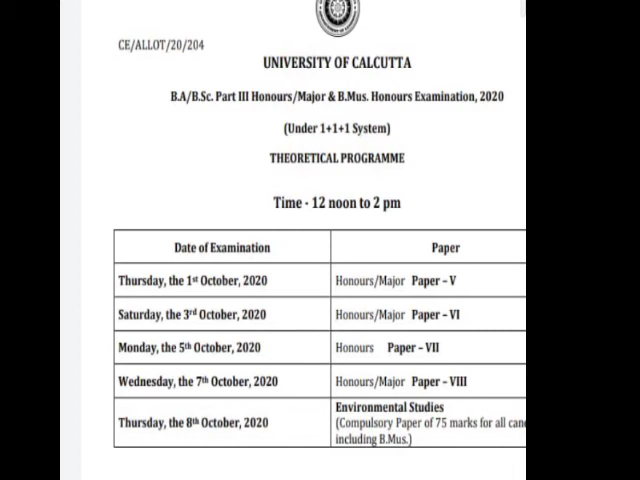 CE/ALLOT/20/204
UNIVERSITY OF CALCUTTA
B.A/B.Sc. Part III Honours/Major & B.Mus. Honours Examination, 2020
(Under 1+1+1 System)
THEORETICAL PROGRAMME
Time - 12 noon to 2 pm
Date of Examination Paper
Thursday, the 1st October, 2020 Honours/Major Paper – V
Saturday, the 3rd October, 2020 Honours/Major Paper – VI
Monday, the 5th October, 2020 Honours Paper – VII
Wednesday, the 7th October, 2020 Honours/Major Paper – VIII
Thursday, the 8th October, 2020 Environmental Studies
(Compulsory Paper of 75 marks for all
including B.Mus.)